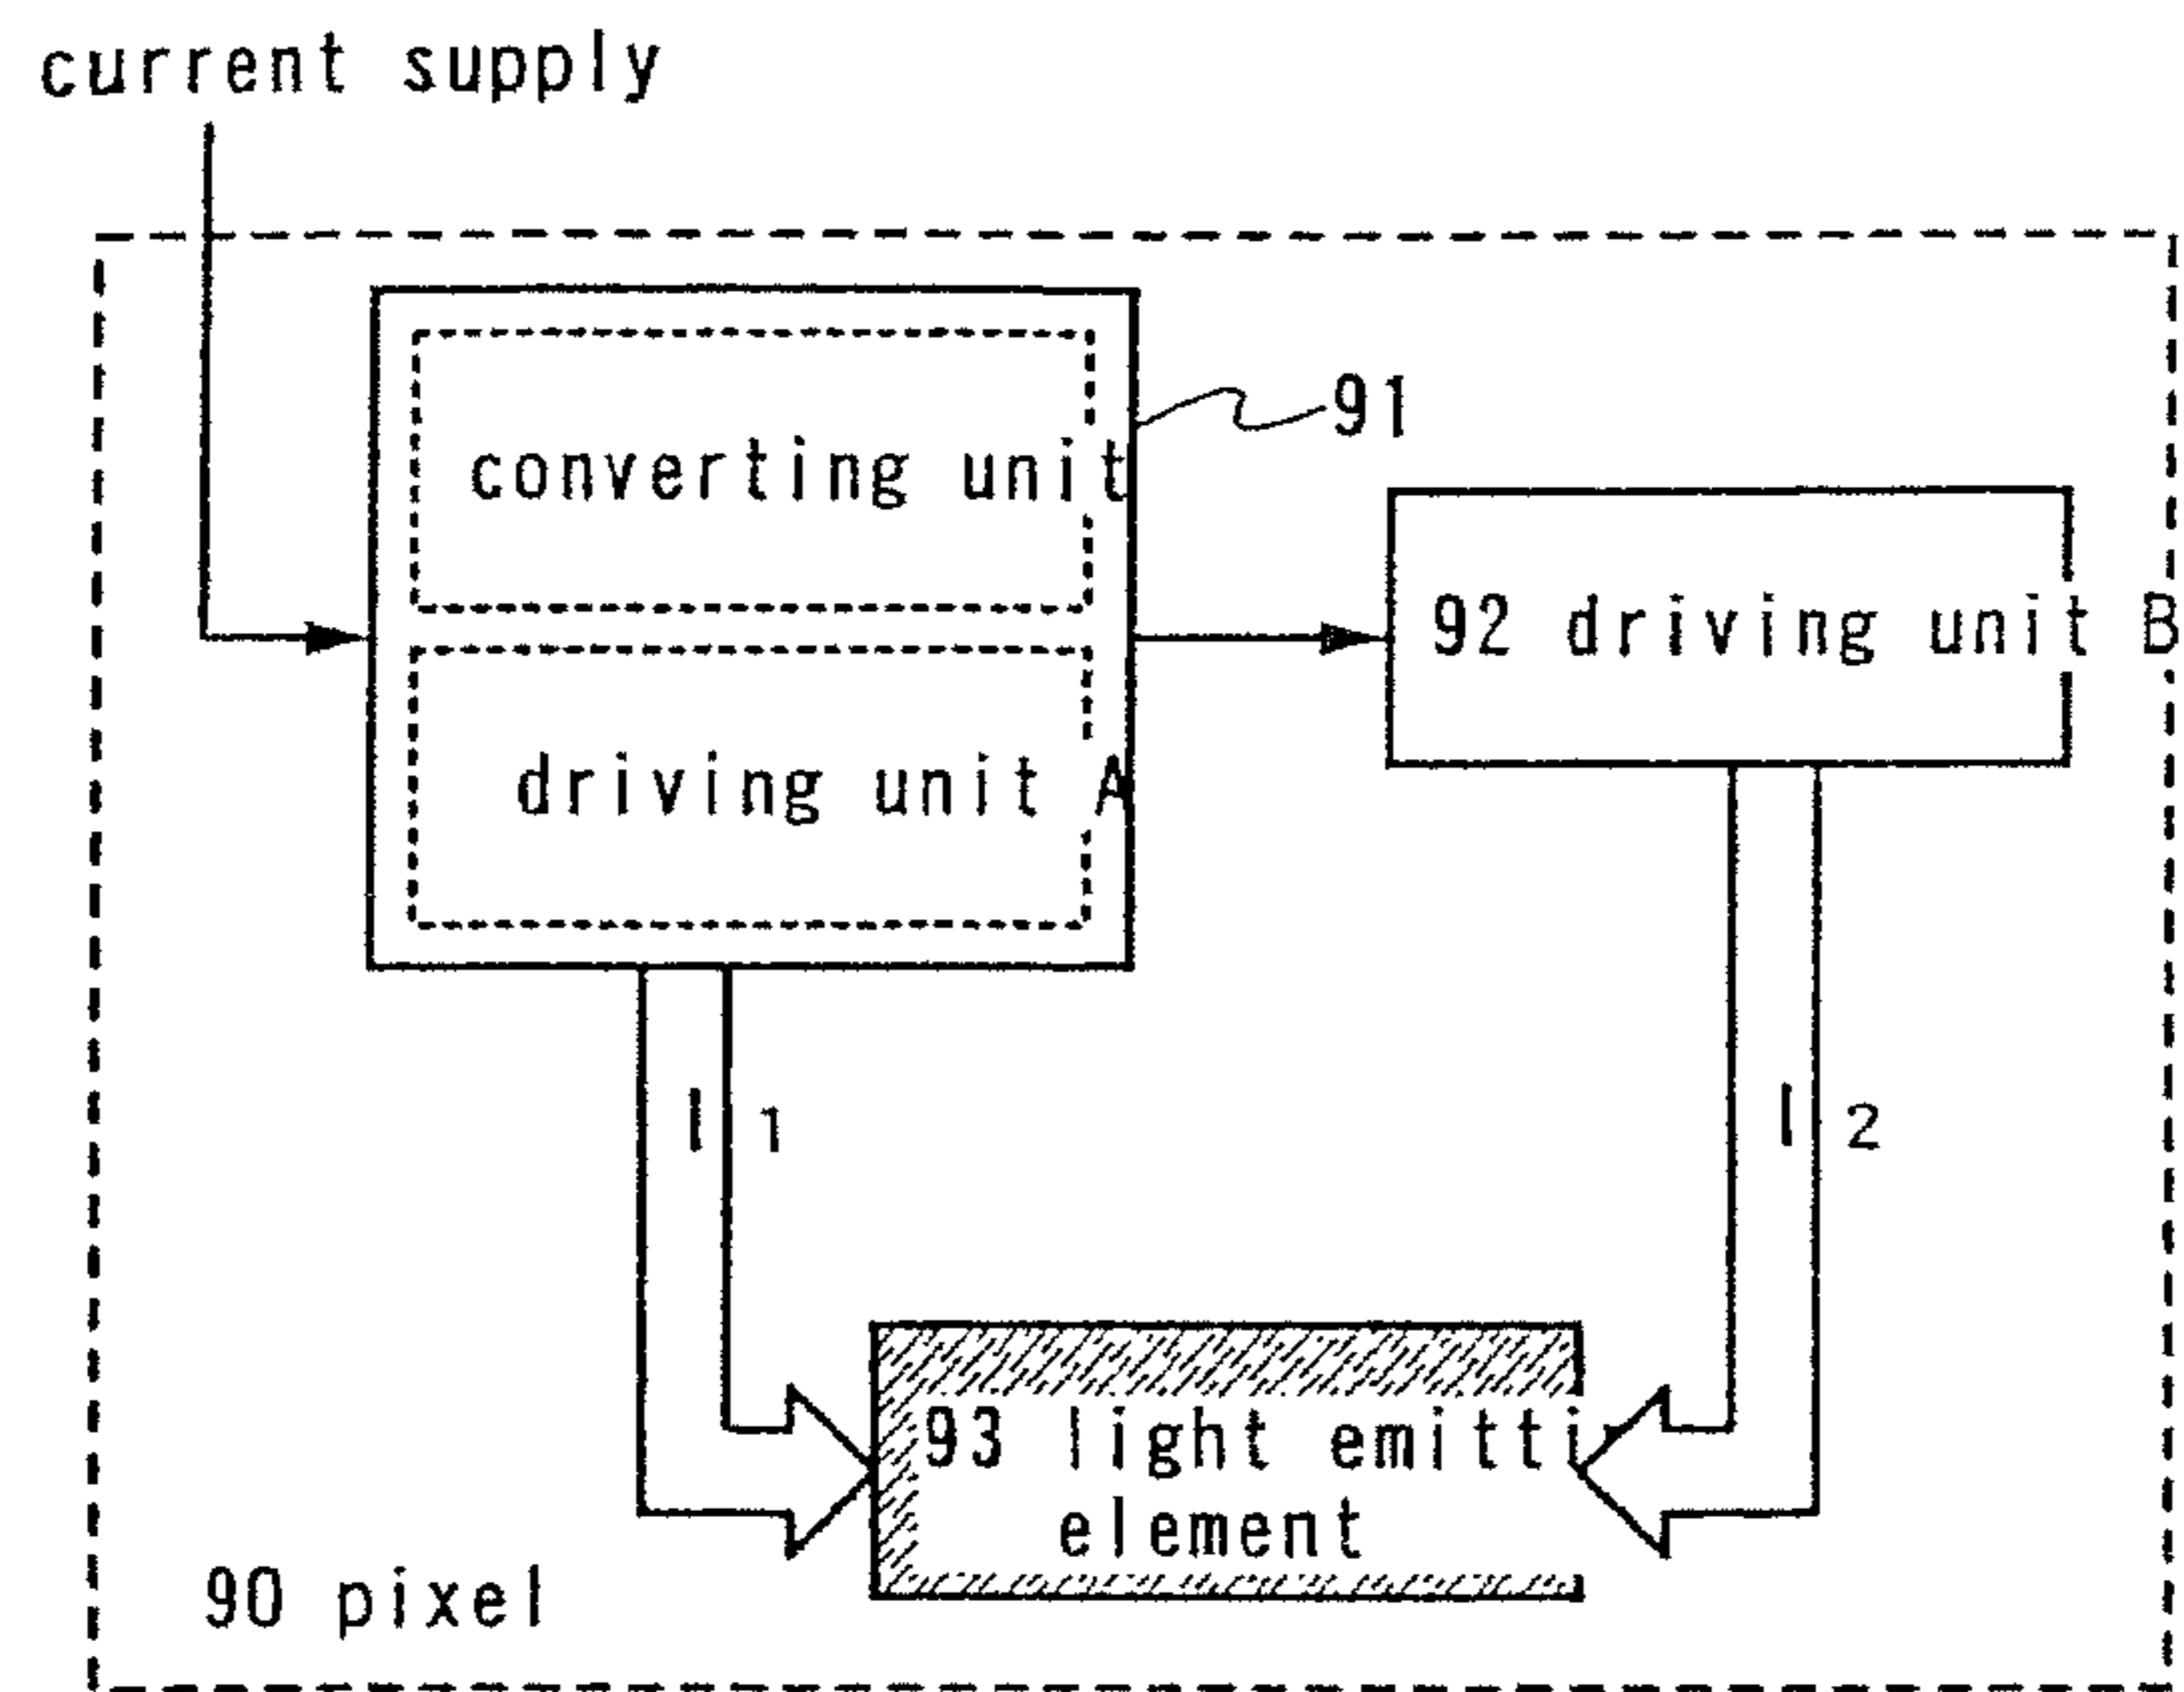 current supply
converting unit
91
92 driving unit B
driving unit A
I 1
I 2
93 light emitti
element
90 pixel